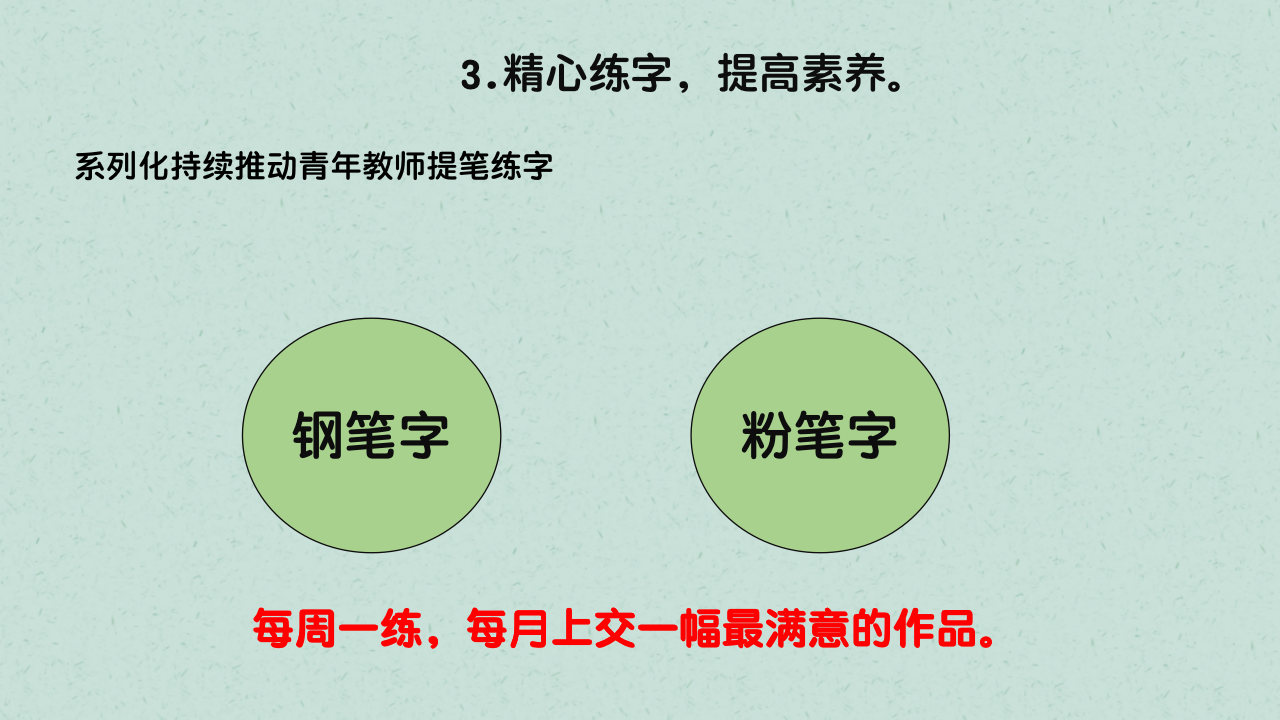 3.精心练字，提高素养。
系列化持续推动青年教师提笔练字
钢笔字
粉笔字
每周一练，每月上交一幅最满意的作品。